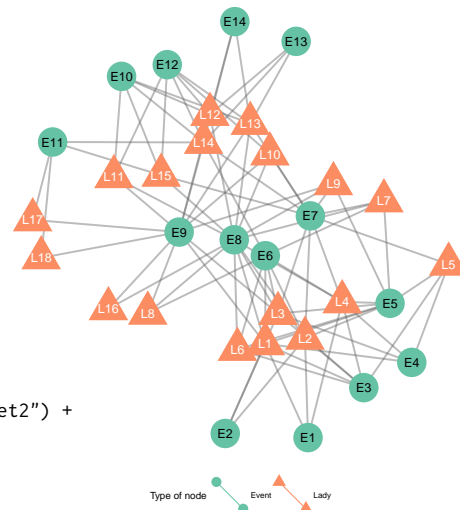 E14
E13
E12
E10
L12
L13
E11
L14
L10
L11
L15
L9
L7
L17
E7
E9
E8
L18
E6
L5
L16
L8
L3
L4
E5
L6
L1
L2
E4
E3
et2") +
E2
E1
Type of node
Event
Lady